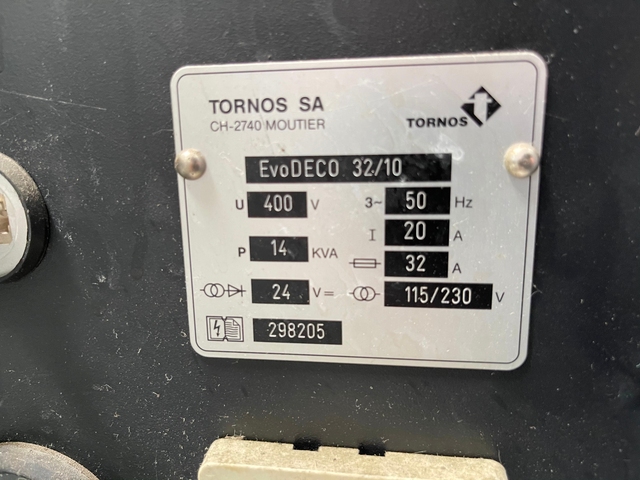 TORNOS SA
CH-2740 MOUTIER
TORNOS
EvoDECO 32/10
U 400 V 3~ 50 Hz
I 20 A
P 14 KVA
32 A
24 V= 115/230 V
298205